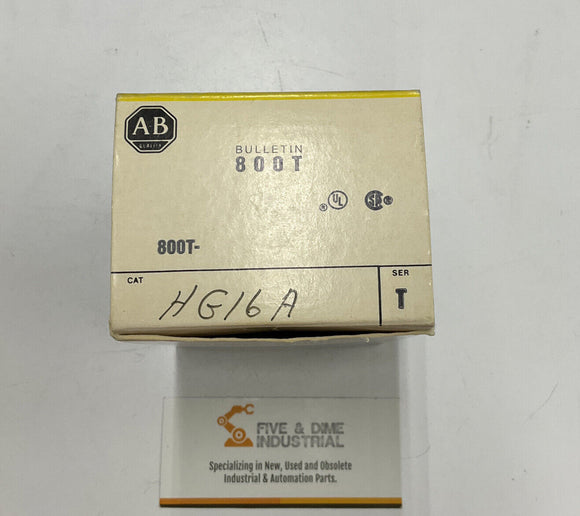 AB
QUALITY
BULLETIN
800T
UL
800T-
CAT
SER
HG16A
T
FIVE & DIME
INDUSTRIAL
Specializing in New, Used and Obsolete
Industrial & Automation Parts.